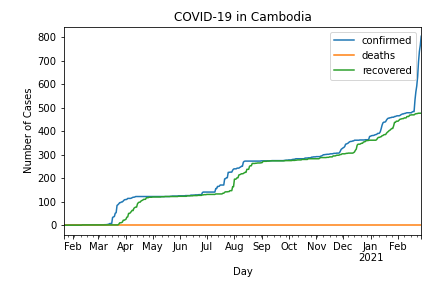 COVID-19 in Cambodia
confirmed
deaths
recovered
Number of Cases
800
700
600
500
400
300
200
100
0
Feb Mar Apr May Jun Jul Aug Sep Oct Nov Dec Jan Feb
2021
Day